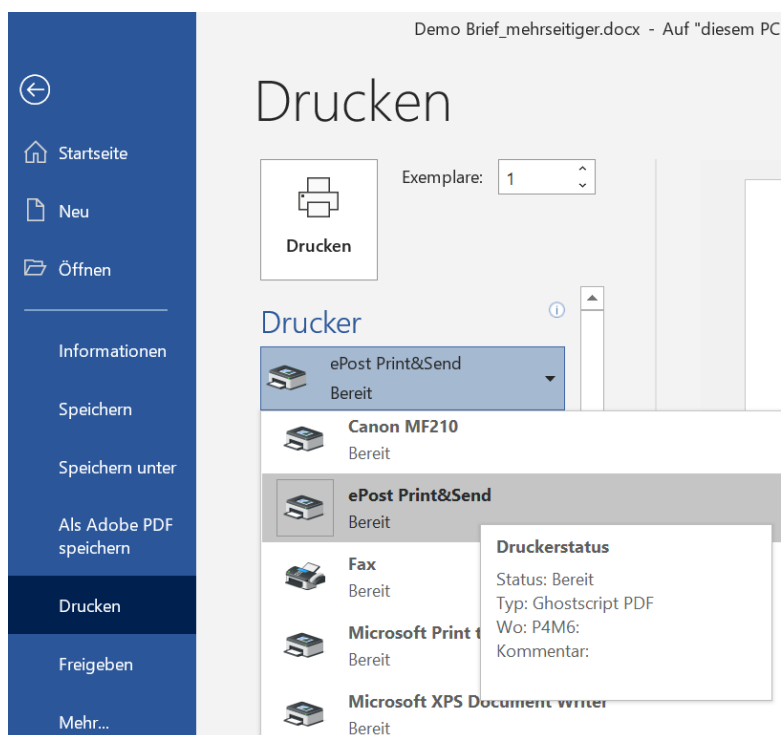 Demo Brief_mehrseitiger.docx - Auf "diesem PC
Drucken
Startseite
Neu
Öffnen
Informationen
Speichern
Speichern unter
Als Adobe PDF
speichern
Drucken
Freigeben
Mehr...
Exemplare: 1
Drucken
Drucker
ePost Print&Send
Bereit
Canon MF210
Bereit
ePost Print&Send
Bereit
Fax
Bereit
Microsoft Print t
Bereit
Microsoft XPS Document Writer
Bereit
Druckerstatus
Status: Bereit
Typ: Ghostscript PDF
Wo: P4M6:
Kommentar: